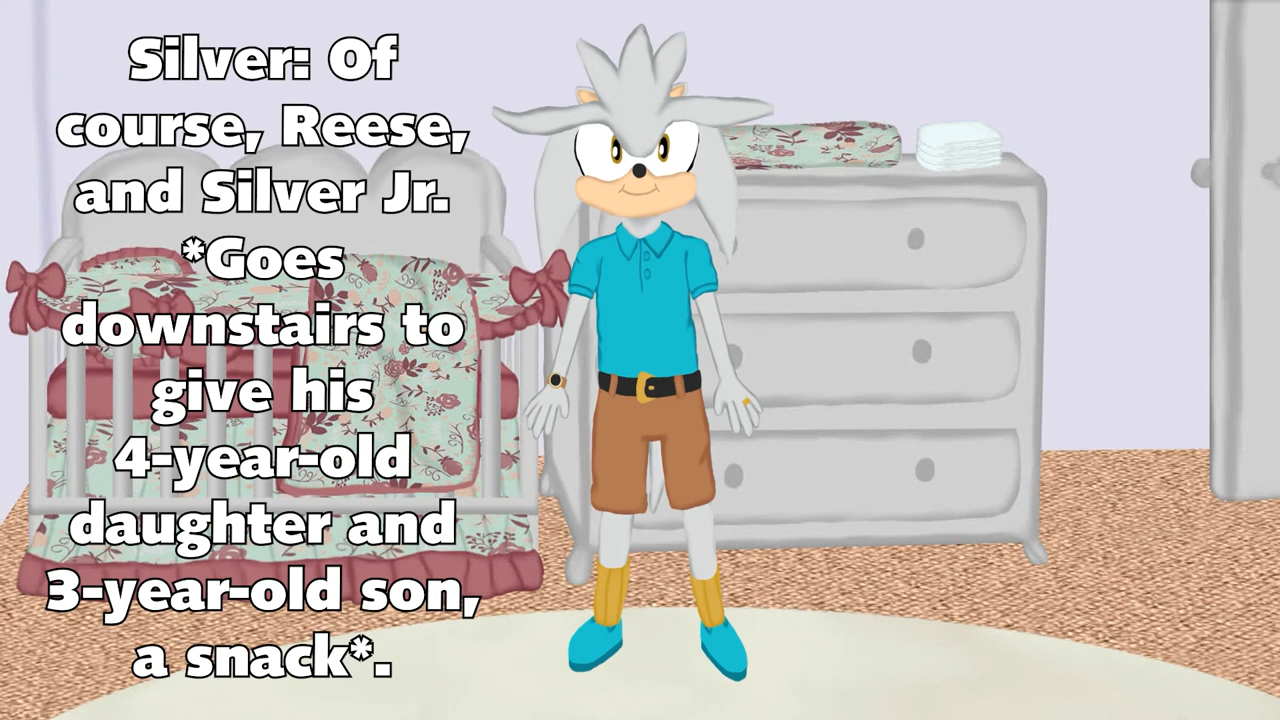 Silver: Of
course, Reese,
and Silver Jr.
*Goes
downstairs to
give his
4-year-old
daughter and
3-year-old son,
a snack*.